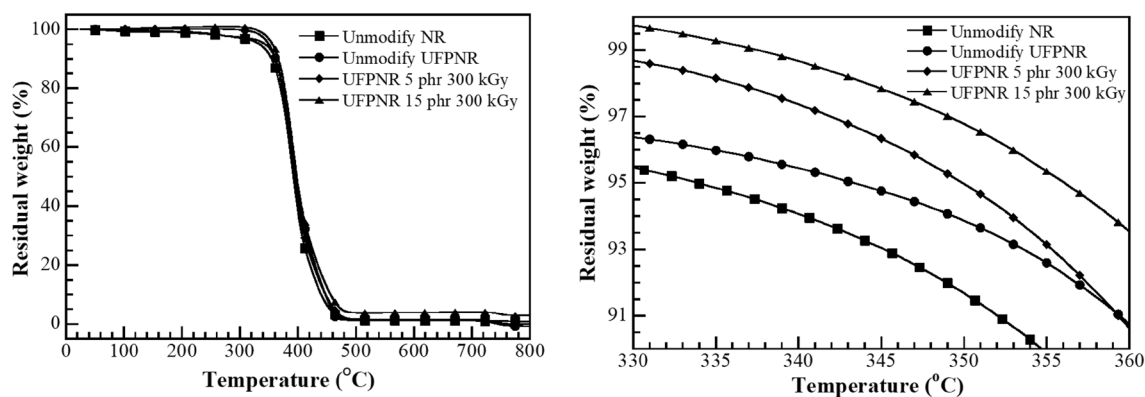 Residual weight (%)
100
80
60
40
20
0
Unmodify NR
Unmodify UFPNR
UFPNR 5 phr 300 kGy
UFPNR 15 phr 300 kGy
0 100 200 300 400 500 600 700 800
Temperature (°C)
Residual weight (%)
99
97
95
93
91
Unmodify NR
Unmodify UFPNR
UFPNR 5 phr 300 kGy
UFPNR 15 phr 300 kGy
330 335 340 345 350 355 360
Temperature (°C)